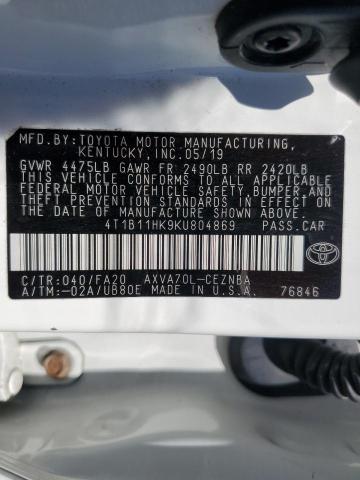 MFD.BY:TOYOTA MOTOR MANUFACTURING,
KENTUCKY,INC.05/19
GVWR 4475LB GAWR FR 2490LB RR 2420LB
THIS VEHICLE CONFORMS TO ALL APPLICABLE
FEDERAL MOTOR VEHICLE SAFETY,BUMPER,AND
THEFT PREVENTION STANDARDS IN EFFECT ON
THE DATE OF MANUFACTURE SHOWN ABOVE.
4T1B11HK9KU804869 PASS.CAR
C/TR:040/FA20 AXVA70L-CEZNBA
A/TM:-02A/UB80E MADE IN U.S.A. 76846